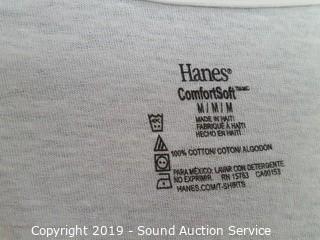 Hanes®
ComfortSoft
M / M / M
MADE IN HAITI
FABRIQUÉ À HAÏTI
HECHO EN HAITI
100% COTTON/ COTON/ ALGODON
PARA MÉXICO: LAVAR CON DETERGENTE
NO EXPRIMIR. RN 15763 CA00153
HANES.COM/T-SHIRTS
Copyright 2019 - Sound Auction Service